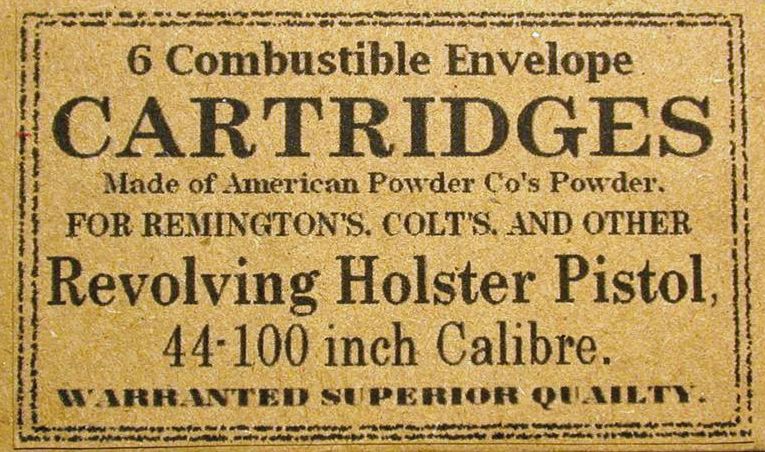 6 Combustible Envelope
CARTRIDGES
Made of American Powder Co's Powder.
FOR REMINGTON'S. COLT'S. AND OTHER
Revolving Holster Pistol,
44-100 inch Calibre.
WARRANTED SUPERIOR QUAILTY.